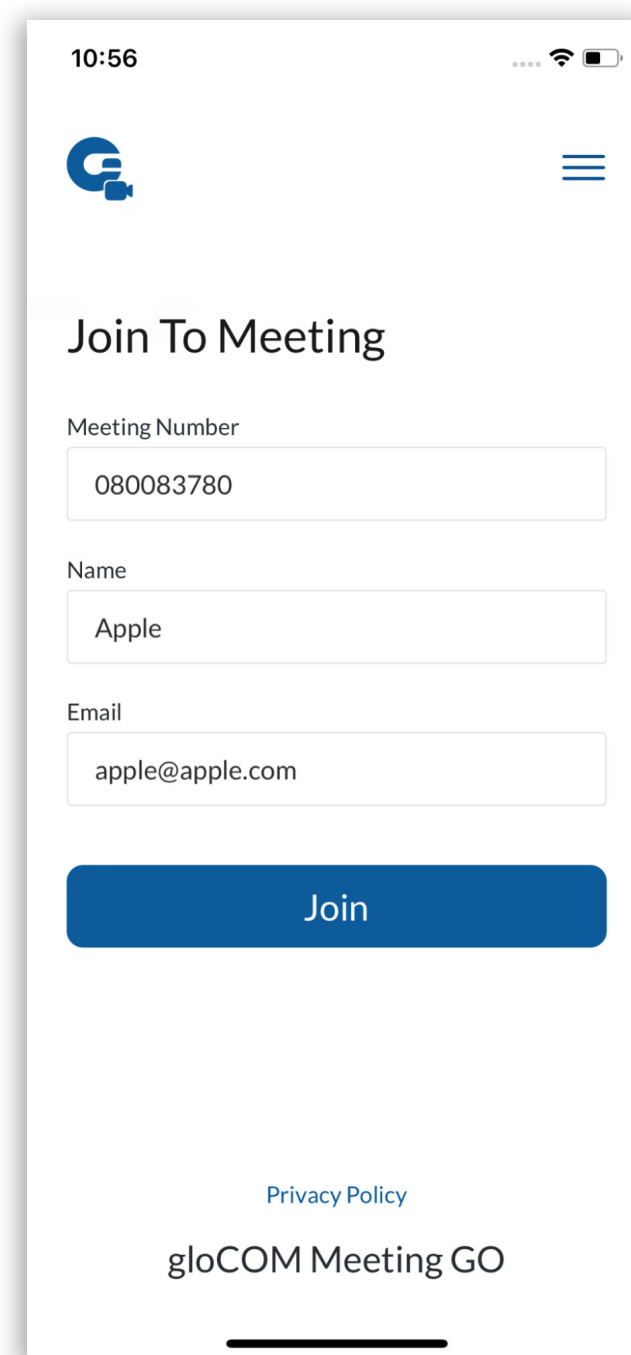 10:56
Join To Meeting
Meeting Number
080083780
Name
Apple
Email
apple@apple.com
Join
Privacy Policy
gloCOM Meeting GO